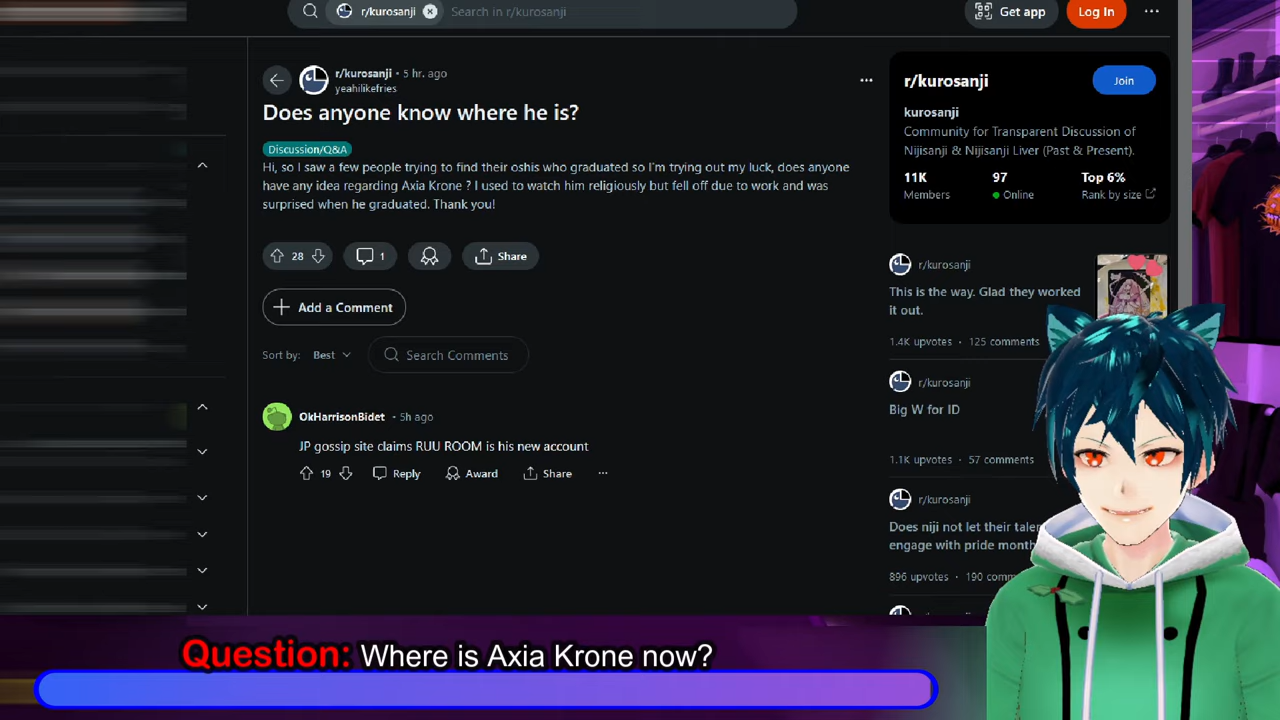 r/kurosanji
Search in r/kurosanji
Get app
Log In
r/kurosanji • 5 hr. ago
yeahilikefries
Does anyone know where he is?
Discussion/Q&A
Hi, so I saw a few people trying to find their oshis who graduated so I'm trying out my luck, does anyone
have any idea regarding Axia Krone ? I used to watch him religiously but fell off due to work and was
surprised when he graduated. Thank you!
28
1
Share
Add a Comment
Sort by: Best
Search Comments
OkHarrisonBidet • 5h ago
JP gossip site claims RUU ROOM is his new account
19
Reply
Award
Share
r/kurosanji
Join
kurosanji
Community for Transparent Discussion of
Nijisanji & Nijisanji Liver (Past & Present).
11K
97
Top 6%
Members
Online
Rank by size
r/kurosanji
This is the way. Glad they worked
it out.
1.4K upvotes • 125 comments
r/kurosanji
Big W for ID
1.1K upvotes • 57 comments
r/kurosanji
Does niji not let their
engage with pride
896 upvotes • 190
Question: Where is Axia Krone now?